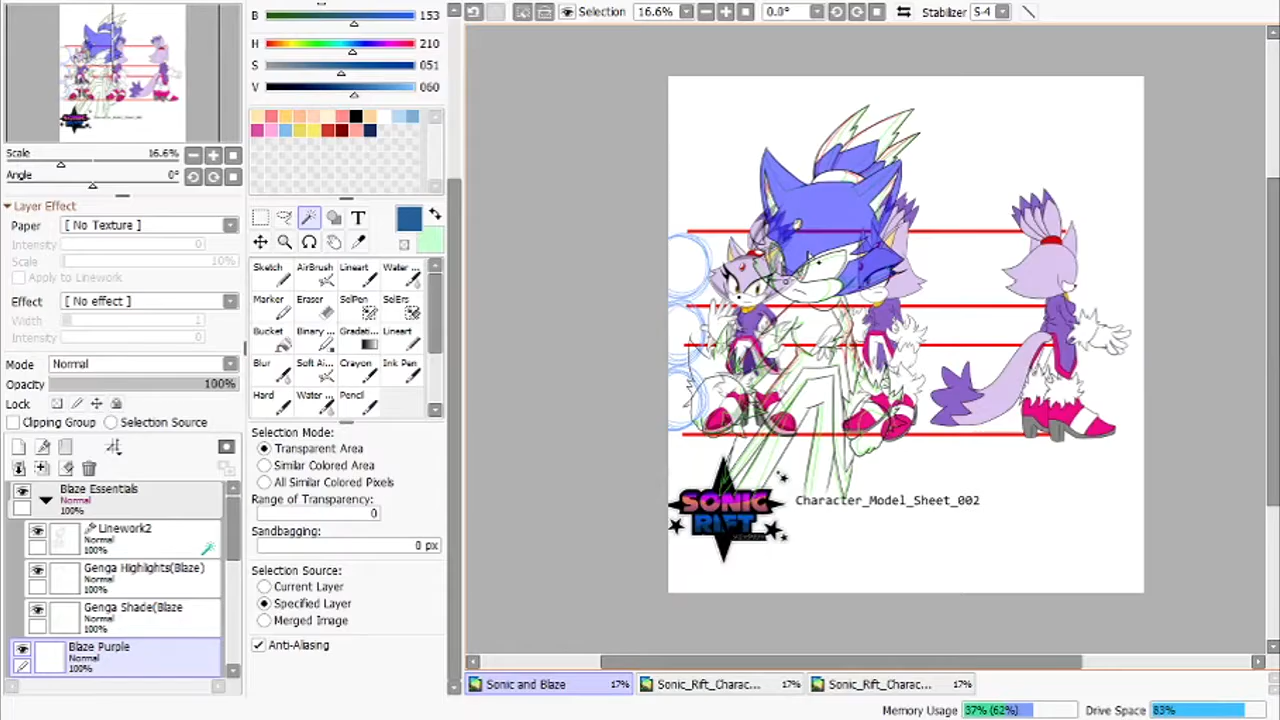 B 153
Selection 16.6% 0.0° Stabilizer S-4
H 210
S 051
V 060
Scale 16.6%
Angle 0°
Layer Effect
Paper [ No Texture ]
Intensity 0
Scale 10%
Apply to Linework
Effect [ No effect ]
Width 1
Intensity 0
Mode Normal
Opacity 100%
Lock
Clipping Group Selection Source
Blaze Essentials
Normal
100%
Linework2
Normal
100%
Genga Highlights(Blaze)
Normal
100%
Genga Shade(Blaze
Normal
100%
Blaze Purple
Normal
100%
T
Sketch AirBrush Lineart Water ...
Marker Eraser SelPen SelErs
Bucket Binary ... Gradati... Lineart
Blur Soft Ai... Crayon Ink Pen
Hard Water ... Pencil
Selection Mode:
Transparent Area
Similar Colored Area
All Similar Colored Pixels
Range of Transparency:
0
Sandbagging:
0 px
Selection Source:
Current Layer
Specified Layer
Merged Image
Anti-Aliasing
Character_Model_Sheet_002
SONIC
RIFT
Sonic and Blaze 17% Sonic_Rift_Charac... 17% Sonic_Rift_Charac... 17%
Memory Usage 37% (62%) Drive Space 83%